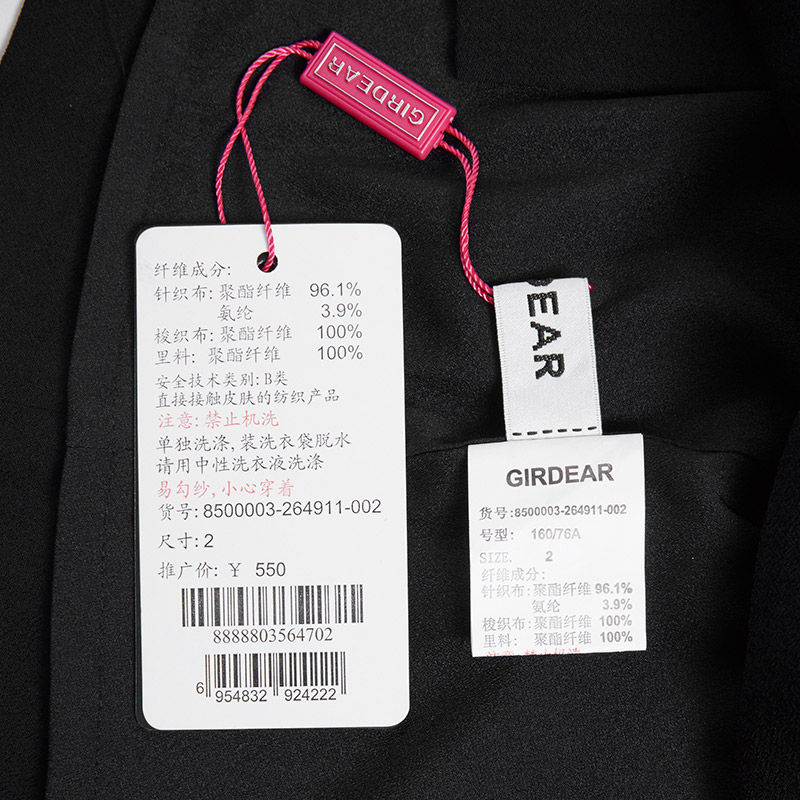 GIRDEAR
纤维成分:
针织布: 聚酯纤维 96.1%
氨纶 3.9%
梭织布: 聚酯纤维 100%
里料: 聚酯纤维 100%
安全技术类别: B类
直接接触皮肤的纺织产品
注意: 禁止机洗
单独洗涤, 装洗衣袋脱水
请用中性洗衣液洗涤
易勾纱, 小心穿着
货号: 8500003-264911-002
尺寸: 2
推广价: ¥ 550
8888803564702
6 954832 924222
EAR
GIRDEAR
货号:8500003-264911-002
号型: 160/76A
SIZE. 2
纤维成分:
针织布: 聚酯纤维 96.1%
氨纶 3.9%
梭织布: 聚酯纤维 100%
里料: 聚酯纤维 100%